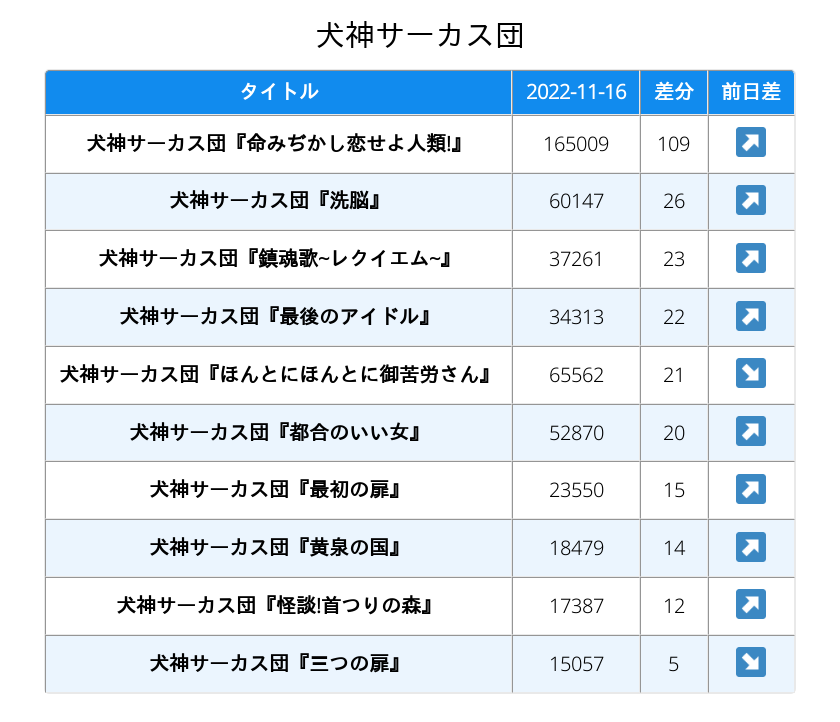 犬神サーカス団
タイトル 2022-11-16 差分 前日差
犬神サーカス団『命みぢかし恋せよ人類!』 165009 109 ↗
犬神サーカス団『洗脳』 60147 26 ↗
犬神サーカス団『鎮魂歌~レクイエム~』 37261 23 ↗
犬神サーカス団『最後のアイドル』 34313 22 ↗
犬神サーカス団『ほんとにほんとに御苦労さん』 65562 21 ↘
犬神サーカス団『都合のいい女』 52870 20 ↗
犬神サーカス団『最初の扉』 23550 15 ↗
犬神サーカス団『黄泉の国』 18479 14 ↗
犬神サーカス団『怪談!首つりの森』 17387 12 ↗
犬神サーカス団『三つの扉』 15057 5 ↘